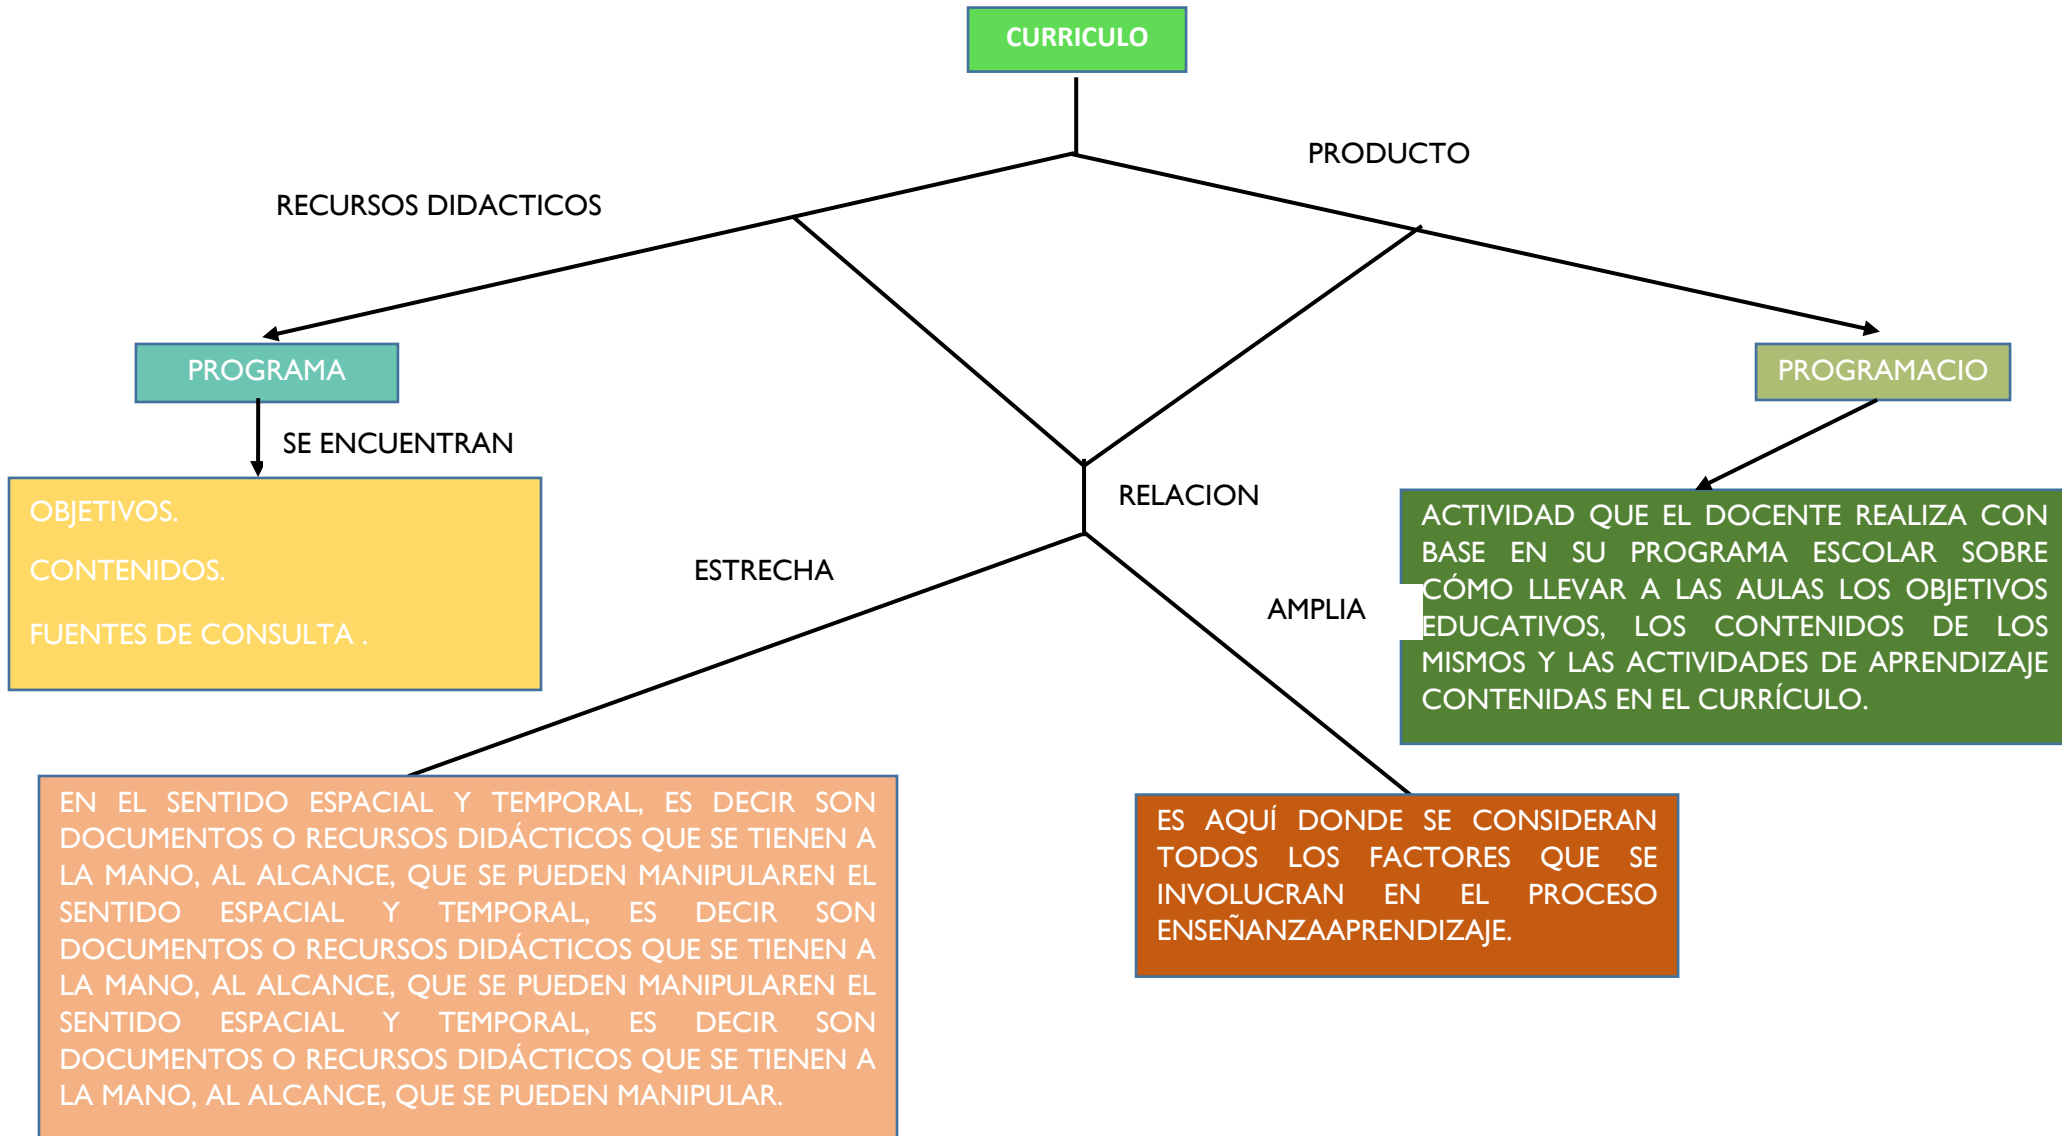 CURRICULO
PRODUCTO
RECURSOS DIDACTICOS
PROGRAMA
PROGRAMACIO
SE ENCUENTRAN
OBJETIVOS.
CONTENIDOS.
FUENTES DE CONSULTA .
RELACION
ESTRECHA
AMPLIA
ACTIVIDAD QUE EL DOCENTE REALIZA CON
BASE EN SU PROGRAMA ESCOLAR SOBRE
CÓMO LLEVAR A LAS AULAS LOS OBJETIVOS
EDUCATIVOS, LOS CONTENIDOS DE LOS
MISMOS Y LAS ACTIVIDADES DE APRENDIZAJE
CONTENIDAS EN EL CURRÍCULO.
EN EL SENTIDO ESPACIAL Y TEMPORAL, ES DECIR SON
DOCUMENTOS O RECURSOS DIDÁCTICOS QUE SE TIENEN A
LA MANO, AL ALCANCE, QUE SE PUEDEN MANIPULAREN EL
SENTIDO ESPACIAL Y TEMPORAL, ES DECIR SON
DOCUMENTOS O RECURSOS DIDÁCTICOS QUE SE TIENEN A
LA MANO, AL ALCANCE, QUE SE PUEDEN MANIPULAREN EL
SENTIDO ESPACIAL Y TEMPORAL, ES DECIR SON
DOCUMENTOS O RECURSOS DIDÁCTICOS QUE SE TIENEN A
LA MANO, AL ALCANCE, QUE SE PUEDEN MANIPULAR.
ES AQUÍ DONDE SE CONSIDERAN
TODOS LOS FACTORES QUE SE
INVOLUCRAN EN EL PROCESO
ENSEÑANZAAPRENDIZAJE.